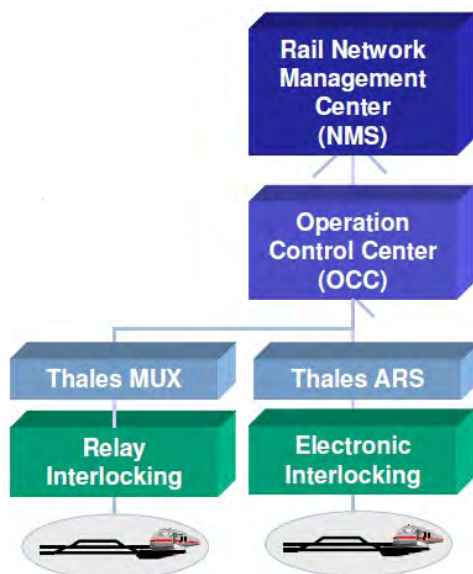 Rail Network
Management
Center
(NMS)
Operation
Control Center
(OCC)
Thales MUX
Thales ARS
Relay
Interlocking
Electronic
Interlocking